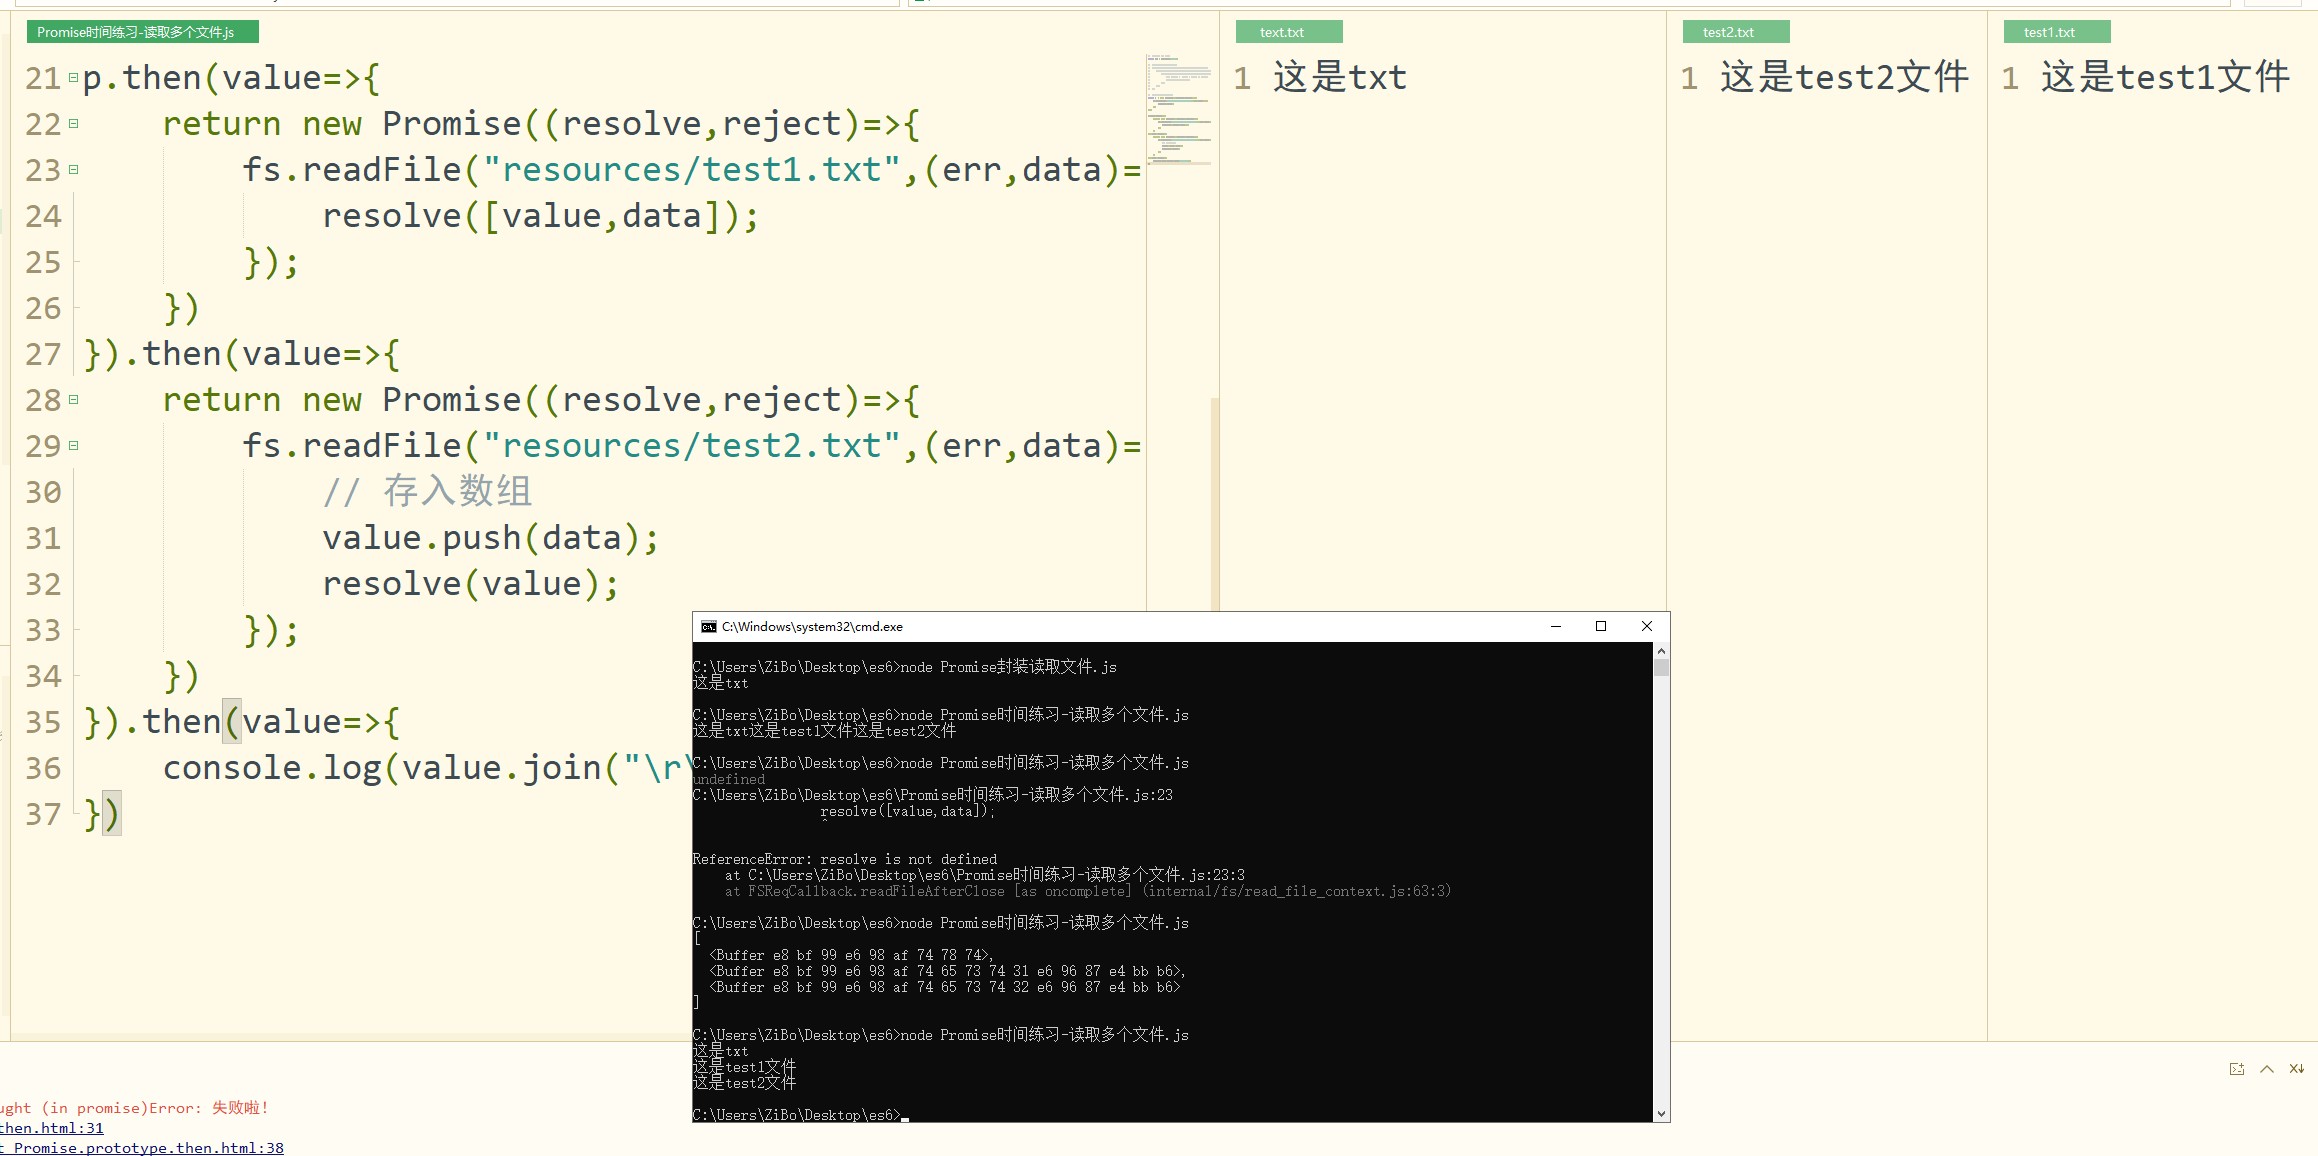 Promise时间练习-读取多个文件.js
21 p.then(value=>{
22 return new Promise((resolve,reject)=>{
23 fs.readFile("resources/test1.txt",(err,data)=
24 resolve([value,data]);
25 });
26 })
27 }).then(value=>{
28 return new Promise((resolve,reject)=>{
29 fs.readFile("resources/test2.txt",(err,data)=
30 // 存入数组
31 value.push(data);
32 resolve(value);
33 });
34 })
35 }).then(value=>{
36 console.log(value.join("\r\
37 })
text.txt
1 这是txt
test2.txt
1 这是test2文件
test1.txt
1 这是test1文件
C:\Windows\system32\cmd.exe
C:\Users\ZiBo\Desktop\es6>node Promise封装读取文件.js
这是txt
C:\Users\ZiBo\Desktop\es6>node Promise时间练习-读取多个文件.js
这是txt这是test1文件这是test2文件
C:\Users\ZiBo\Desktop\es6>node Promise时间练习-读取多个文件.js
undefined
C:\Users\ZiBo\Desktop\es6\Promise时间练习-读取多个文件.js:23
resolve([value,data]);
^
ReferenceError: resolve is not defined
at C:\Users\ZiBo\Desktop\es6\Promise时间练习-读取多个文件.js:23:3
at FSReqCallback.readFileAfterClose [as oncomplete] (internal/fs/read_file_context.js:63:3)
C:\Users\ZiBo\Desktop\es6>node Promise时间练习-读取多个文件.js
[
<Buffer e8 bf 99 e6 98 af 74 78 74>,
<Buffer e8 bf 99 e6 98 af 74 65 73 74 31 e6 96 87 e4 bb b6>,
<Buffer e8 bf 99 e6 98 af 74 65 73 74 32 e6 96 87 e4 bb b6>
]
C:\Users\ZiBo\Desktop\es6>node Promise时间练习-读取多个文件.js
这是txt
这是test1文件
这是test2文件
C:\Users\ZiBo\Desktop\es6>
ught (in promise)Error: 失败啦!
then.html:31
t Promise.prototype.then.html:38